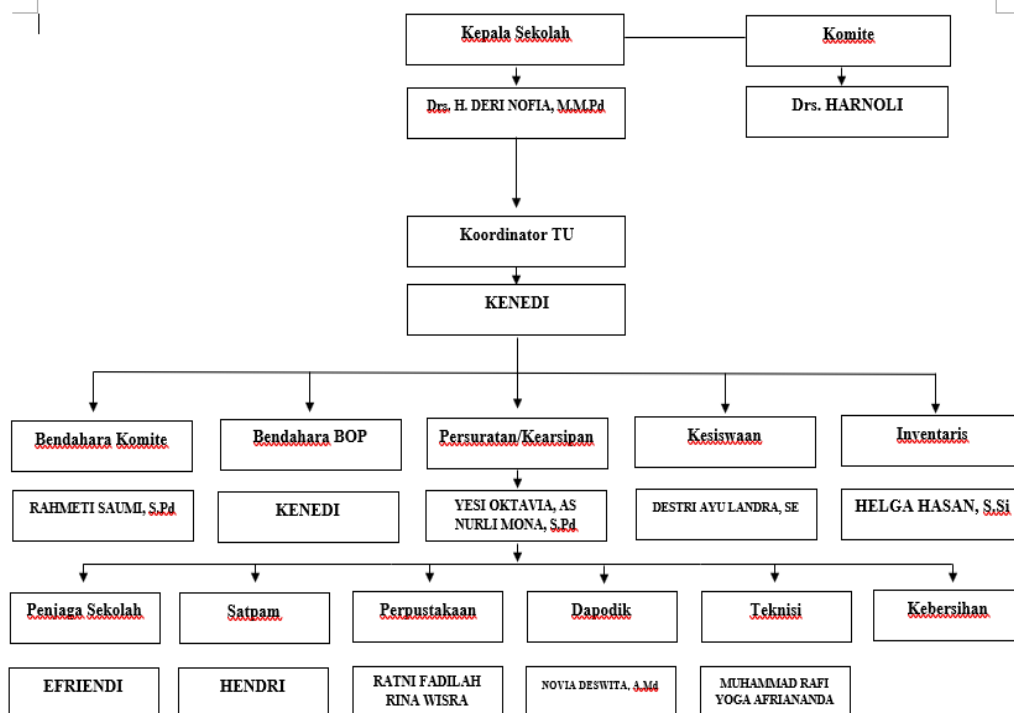 Kepala Sekolah
Komite
Drs. H. DERI NOFIA, M.M.Pd
Drs. HARNOLI
Koordinator TU
KENEDI
Bendahara Komite
Bendahara BOP
Persuratan/Kearsipan
Kesiswaan
Inventaris
RAHMETI SAUMI, S.Pd
KENEDI
YESI OKTAVIA, AS
NURLI MONA, S.Pd
DESTRI AYU LANDRA, SE
HELGA HASAN, S.Si
Penjaga Sekolah
Satpam
Perpustakaan
Dapodik
Teknisi
Kebersihan
EFRIENDI
HENDRI
RATNI FADILAH
RINA WISRA
NOVIA DESWITA, A.Md
MUHAMMAD RAFI
YOGA AFRIANANDA